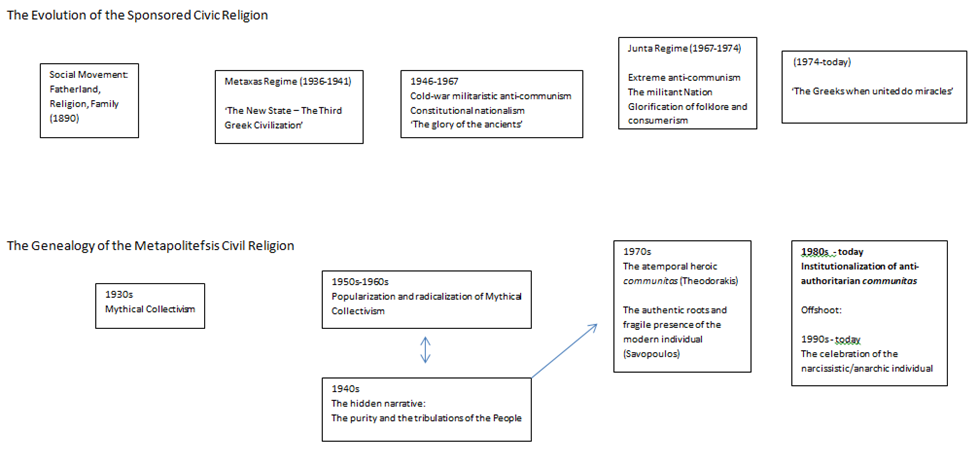 The Evolution of the Sponsored Civic Religion
Social Movement:
Fatherland,
Religion, Family
(1890)
Metaxas Regime (1936-1941)
‘The New State – The Third
Greek Civilization’
1946-1967
Cold-war militaristic anti-communism
Constitutional nationalism
‘The glory of the ancients’
Junta Regime (1967-1974)
Extreme anti-communism
The militant Nation
Glorification of folklore and
consumerism
(1974-today)
‘The Greeks when united do miracles’
The Genealogy of the Metapolitefsis Civil Religion
1930s
Mythical Collectivism
1950s-1960s
Popularization and radicalization of Mythical
Collectivism
1940s
The hidden narrative:
The purity and the tribulations of the People
1970s
The atemporal heroic
communitas (Theodorakis)
The authentic roots and
fragile presence of the
modern individual
(Savopoulos)
1980s - today
Institutionalization of anti-
authoritarian communitas
Offshoot:
1990s - today
The celebration of the
narcissistic/anarchic individual